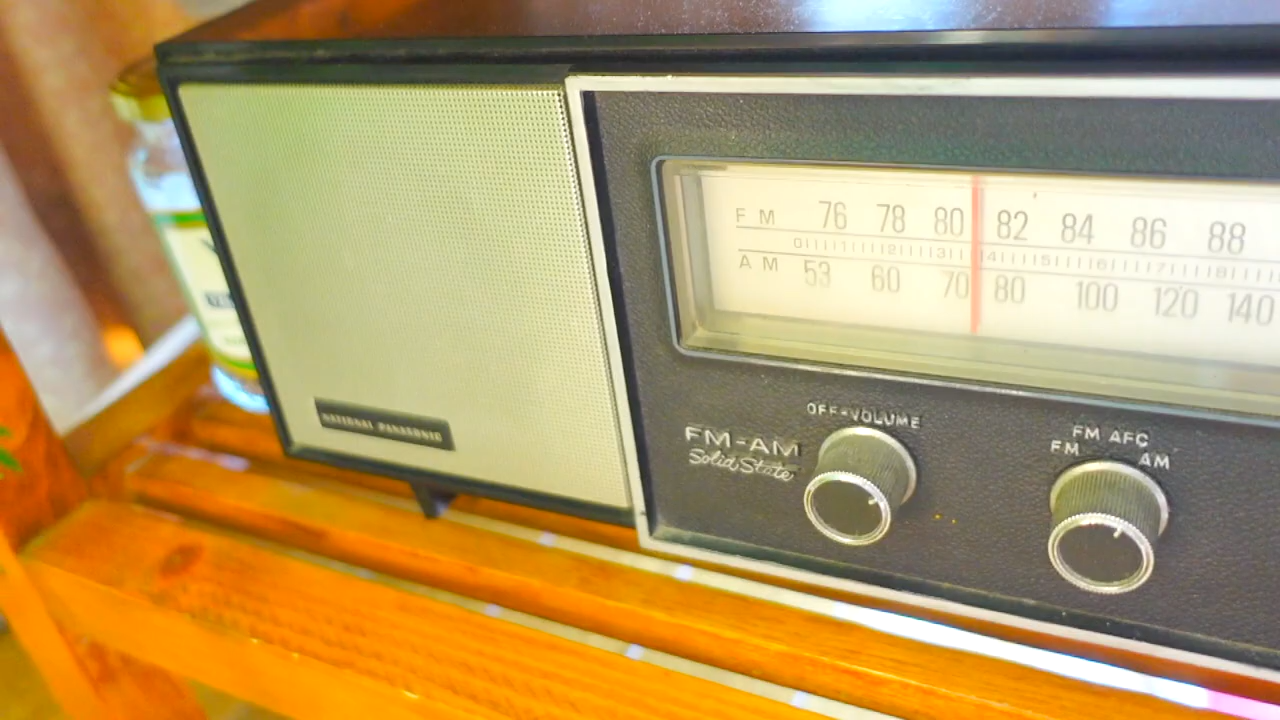 FM 76 78 80 82 84 86 88
0 1 2 3 4 5 6 7 8
AM 53 60 70 80 100 120 140
OFF-VOLUME
FM AFC
FM AM
FM-AM
Solid State
NATIONAL PANASONIC